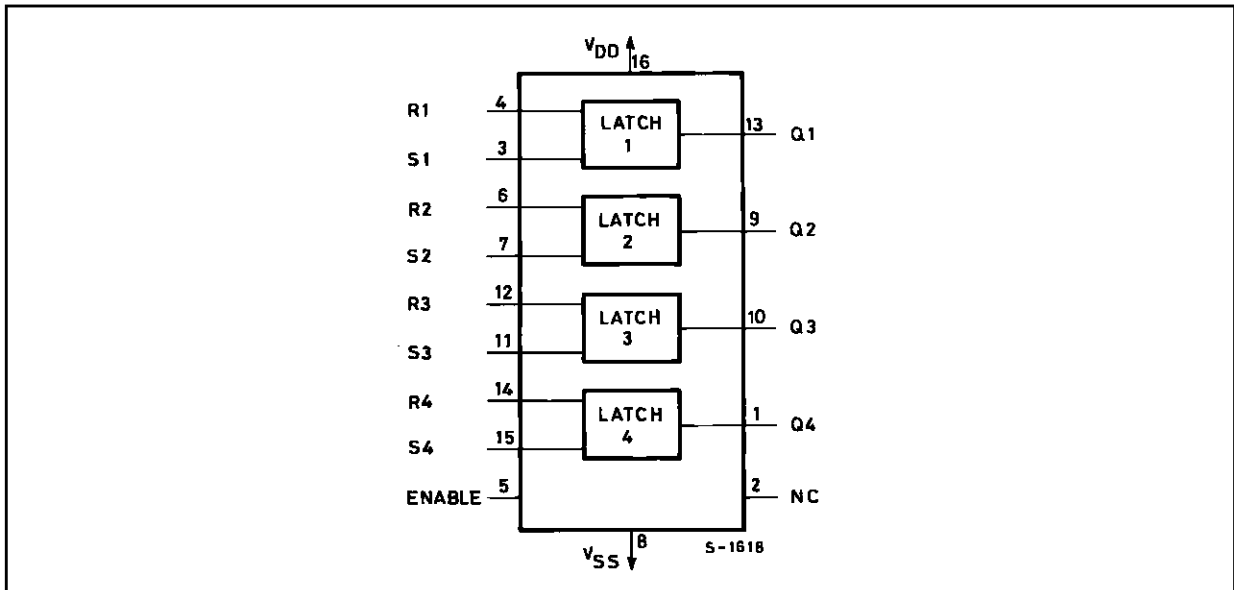 VDD
16
R1 4
LATCH
1
13 Q1
S1 3
R2 6
LATCH
2
9 Q2
S2 7
R3 12
LATCH
3
10 Q3
S3 11
R4 14
LATCH
4
1 Q4
S4 15
ENABLE 5
2 NC
VSS
8
S-1618